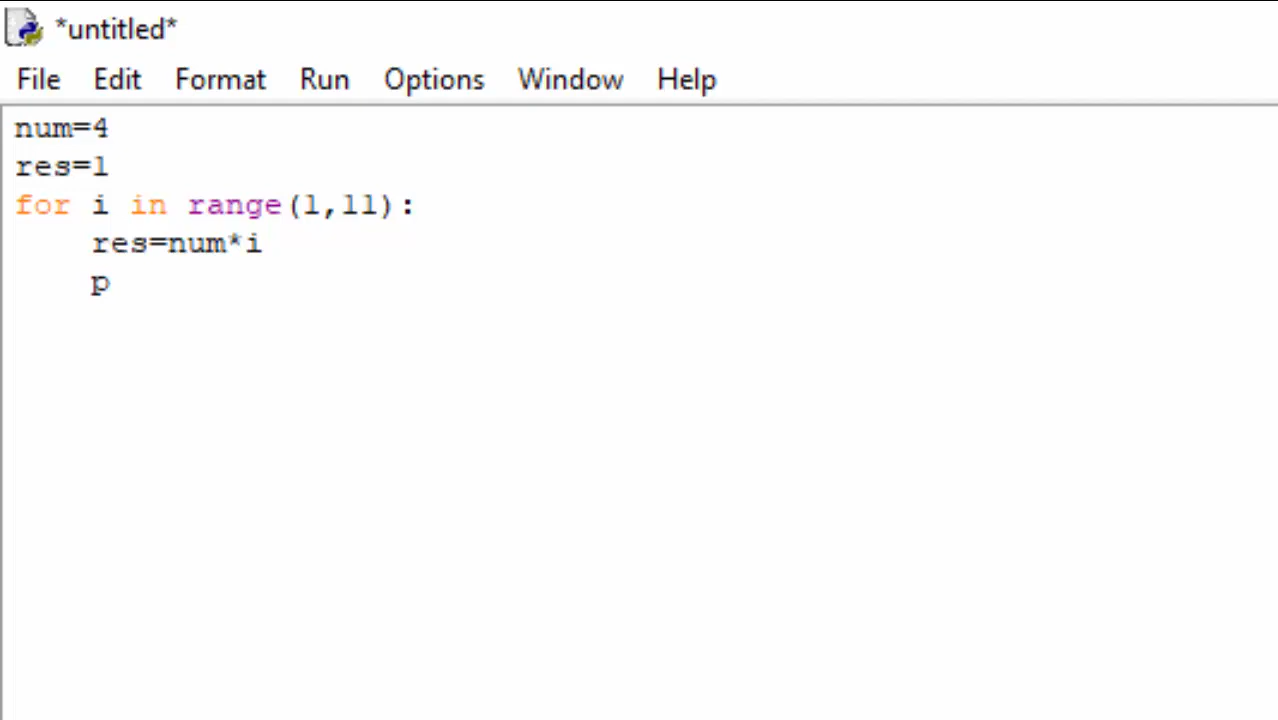 *untitled*
File Edit Format Run Options Window Help
num=4
res=1
for i in range(1,11):
    res=num*i
    p